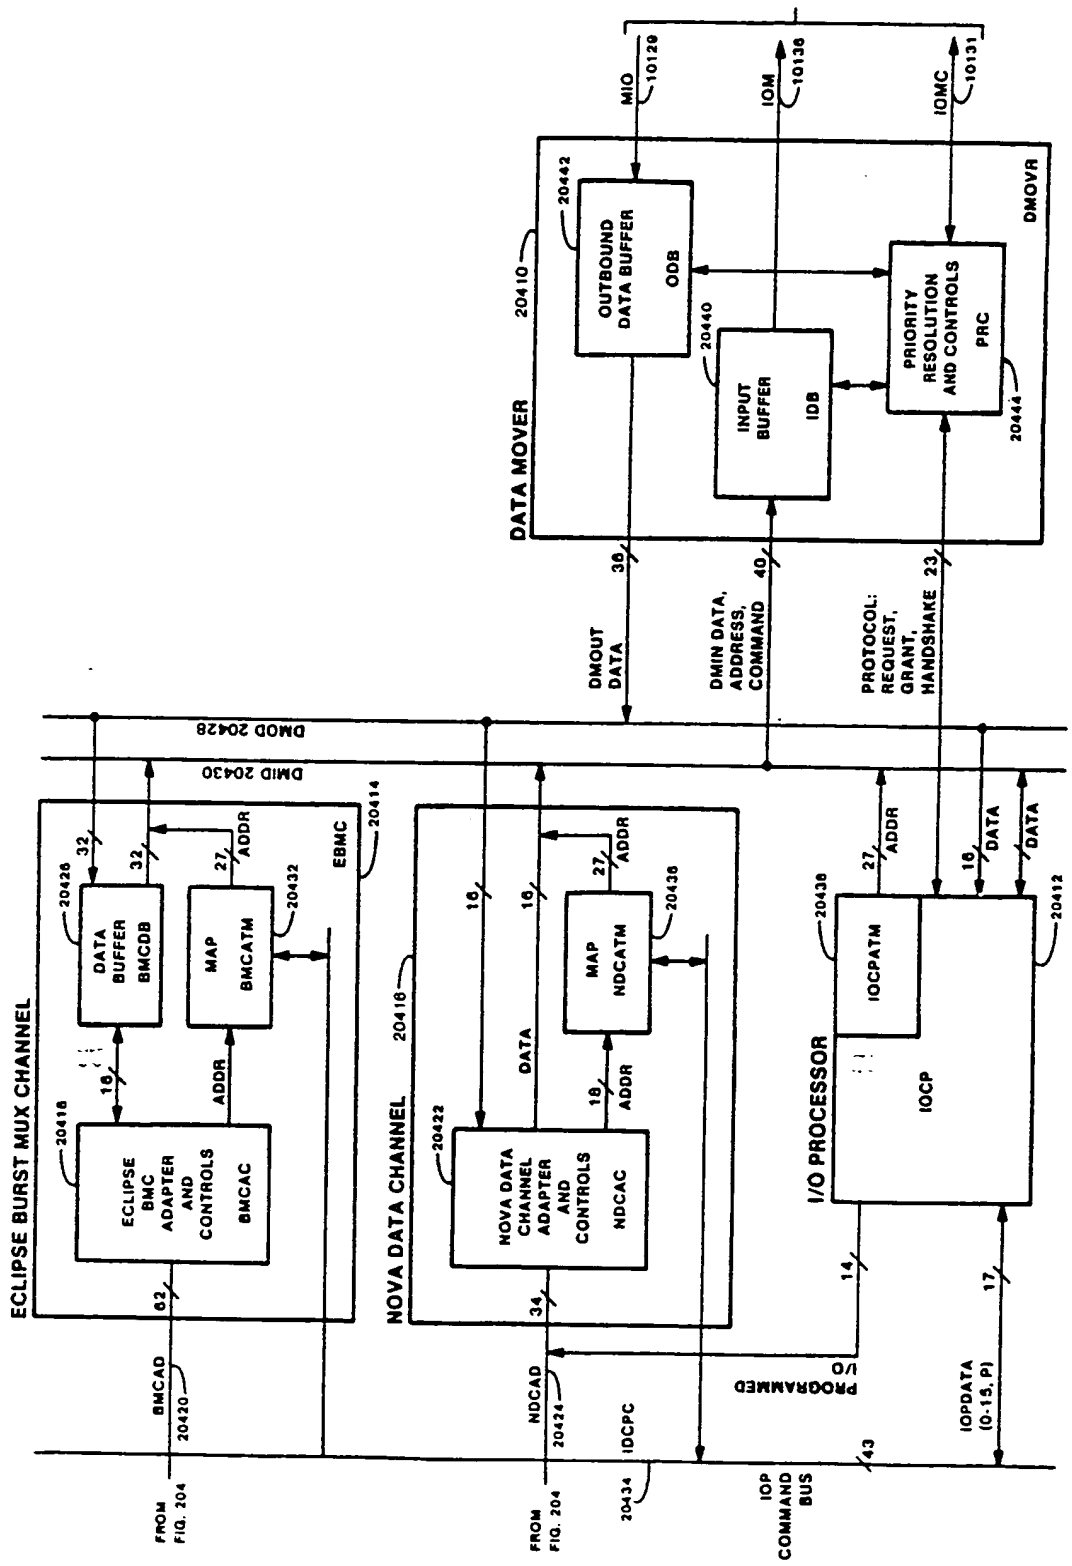 ECLIPSE BURST MUX CHANNEL
FROM
FIG. 204
BMCAD
20420
62
20418
ECLIPSE
BMC
ADAPTER
AND
CONTROLS
BMCAC
16
ADDR
20426
DATA
BUFFER
BMCDB
MAP
BMCATM
20432
32
32
27
ADDR
EBMC
20414
NOVA DATA CHANNEL
20416
FROM
FIG. 204
NDCAD
20424
34
20422
NOVA DATA
CHANNEL
ADAPTER
AND
CONTROLS
NDCAC
16
DATA
16
18
ADDR
MAP
NDCATM
20436
27
ADDR
IDCPC
20434
IOP
COMMAND
BUS
43
PROGRAMMED
I/O
14
IOPDATA
(0-15, P)
17
I/O PROCESSOR
IOCP
IOCPATM
20438
20412
27
ADDR
16
DATA
DATA
DMID 20430
DMOD 20428
DMOUT
DATA
36
DMIN DATA,
ADDRESS,
COMMAND
40
PROTOCOL:
REQUEST,
GRANT,
HANDSHAKE
23
DATA MOVER
20410
OUTBOUND
DATA BUFFER
ODB
20442
INPUT
BUFFER
IDB
20440
PRIORITY
RESOLUTION
AND CONTROLS
PRC
20444
DMOVR
MIO
10129
IOM
10136
IOMC
10131